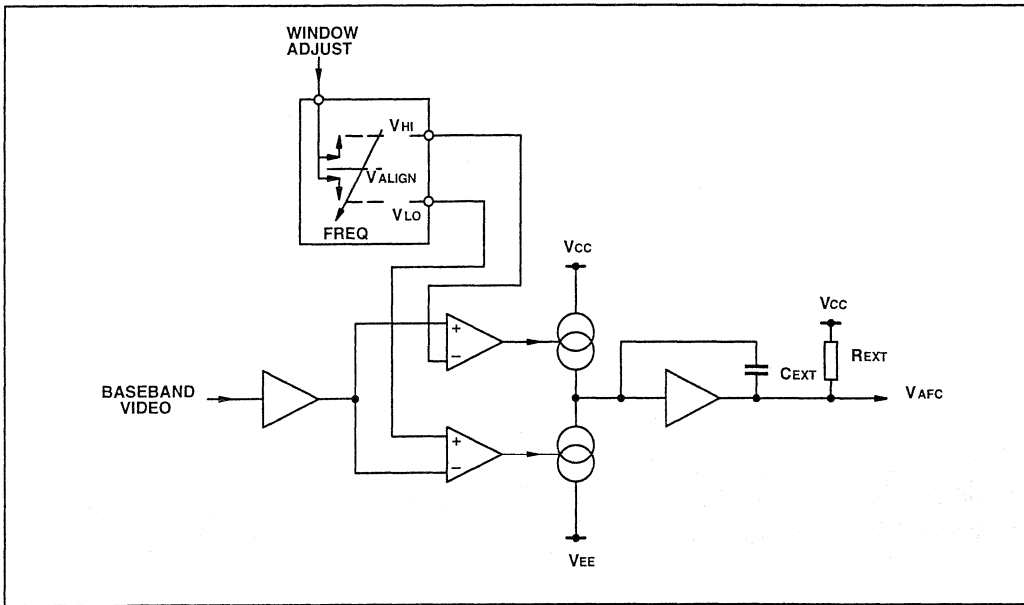 WINDOW
ADJUST
VHI
VALIGN
VLO
FREQ
VCC
VCC
+
−
REXT
CEXT
BASEBAND
VIDEO
VAFC
+
−
VEE